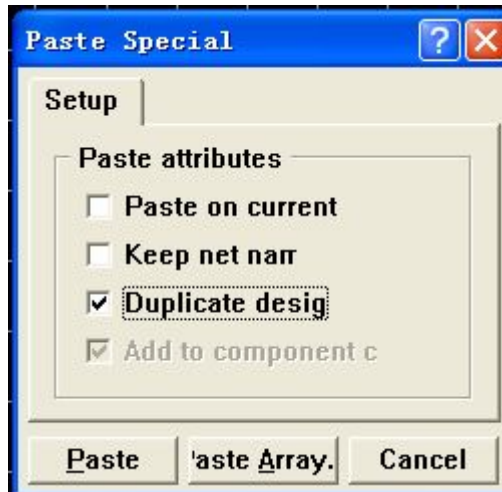 Paste Special
Setup
Paste attributes
Paste on current
Keep net narr
Duplicate desig
Add to component c
Paste
'aste Array.
Cancel